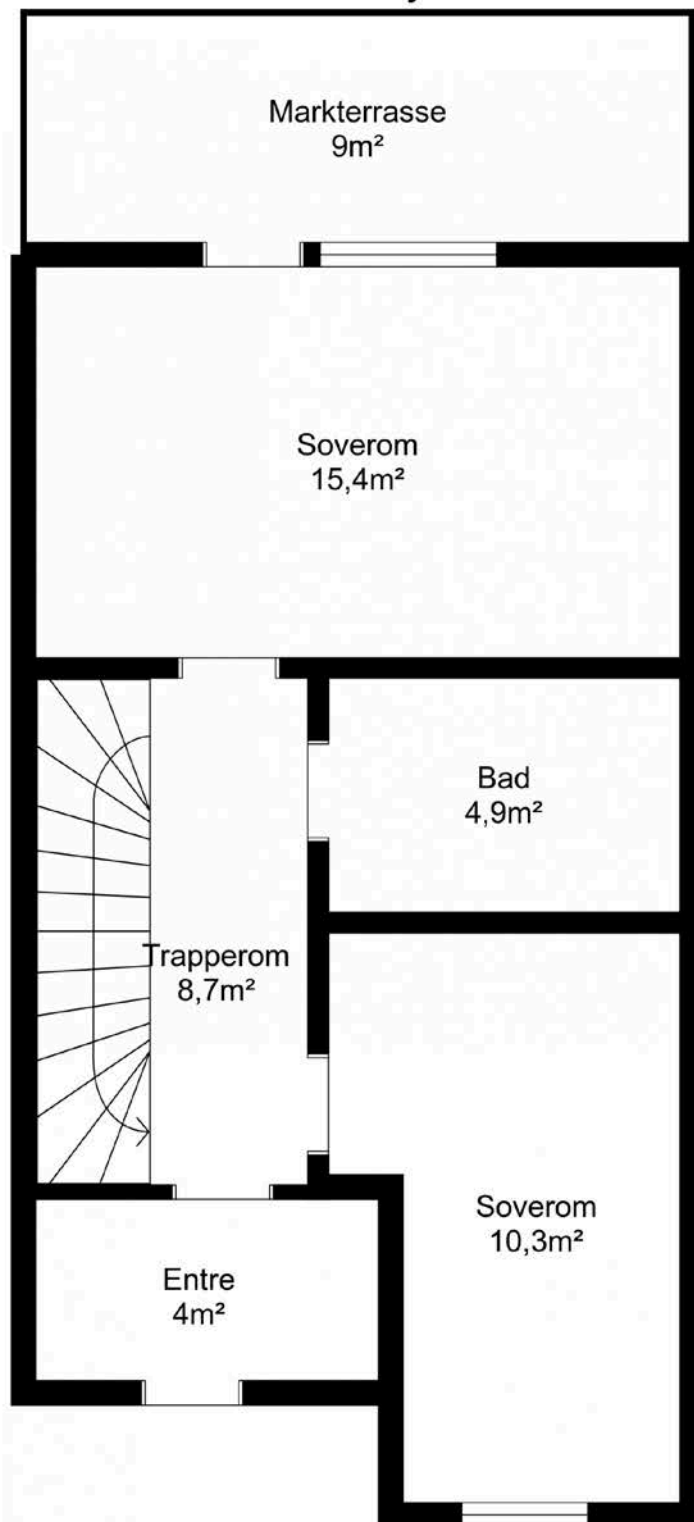 Markterrasse
9m²
Soverom
15,4m²
Bad
4,9m²
Trapperom
8,7m²
Soverom
10,3m²
Entre
4m²